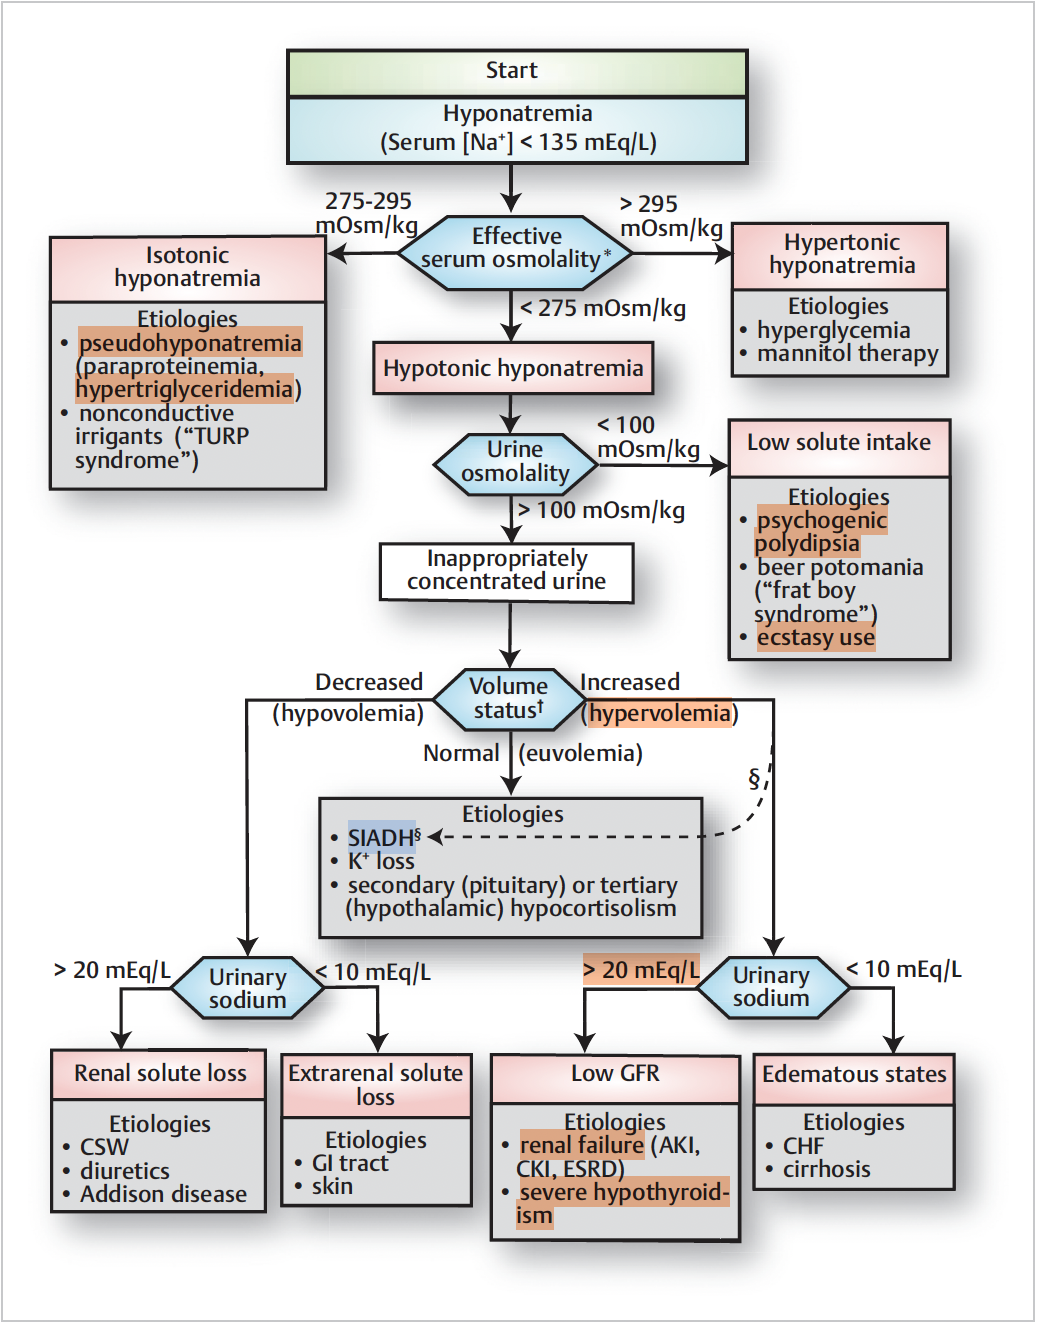 Start
Hyponatremia
(Serum [Na⁺] < 135 mEq/L)
275-295
mOsm/kg
> 295
mOsm/kg
Effective
serum osmolality*
Isotonic
hyponatremia
Etiologies
• pseudohyponatremia
(paraproteinemia,
hypertriglyceridemia)
• nonconductive
irrigants (“TURP
syndrome”)
Hypertonic
hyponatremia
Etiologies
• hyperglycemia
• mannitol therapy
< 275 mOsm/kg
Hypotonic hyponatremia
Urine
osmolality
< 100
mOsm/kg
Low solute intake
Etiologies
• psychogenic
polydipsia
• beer potomania
(“frat boy
syndrome”)
• ecstasy use
> 100 mOsm/kg
Inappropriately
concentrated urine
Volume
status†
Decreased
(hypovolemia)
Increased
(hypervolemia)
Normal (euvolemia)
§
Etiologies
• SIADH§
• K⁺ loss
• secondary (pituitary) or tertiary
(hypothalamic) hypocortisolism
> 20 mEq/L
Urinary
sodium
< 10 mEq/L
> 20 mEq/L
Urinary
sodium
< 10 mEq/L
Renal solute loss
Etiologies
• CSW
• diuretics
• Addison disease
Extrarenal solute
loss
Etiologies
• GI tract
• skin
Low GFR
Etiologies
• renal failure (AKI,
CKI, ESRD)
• severe hypothyroid-
ism
Edematous states
Etiologies
• CHF
• cirrhosis